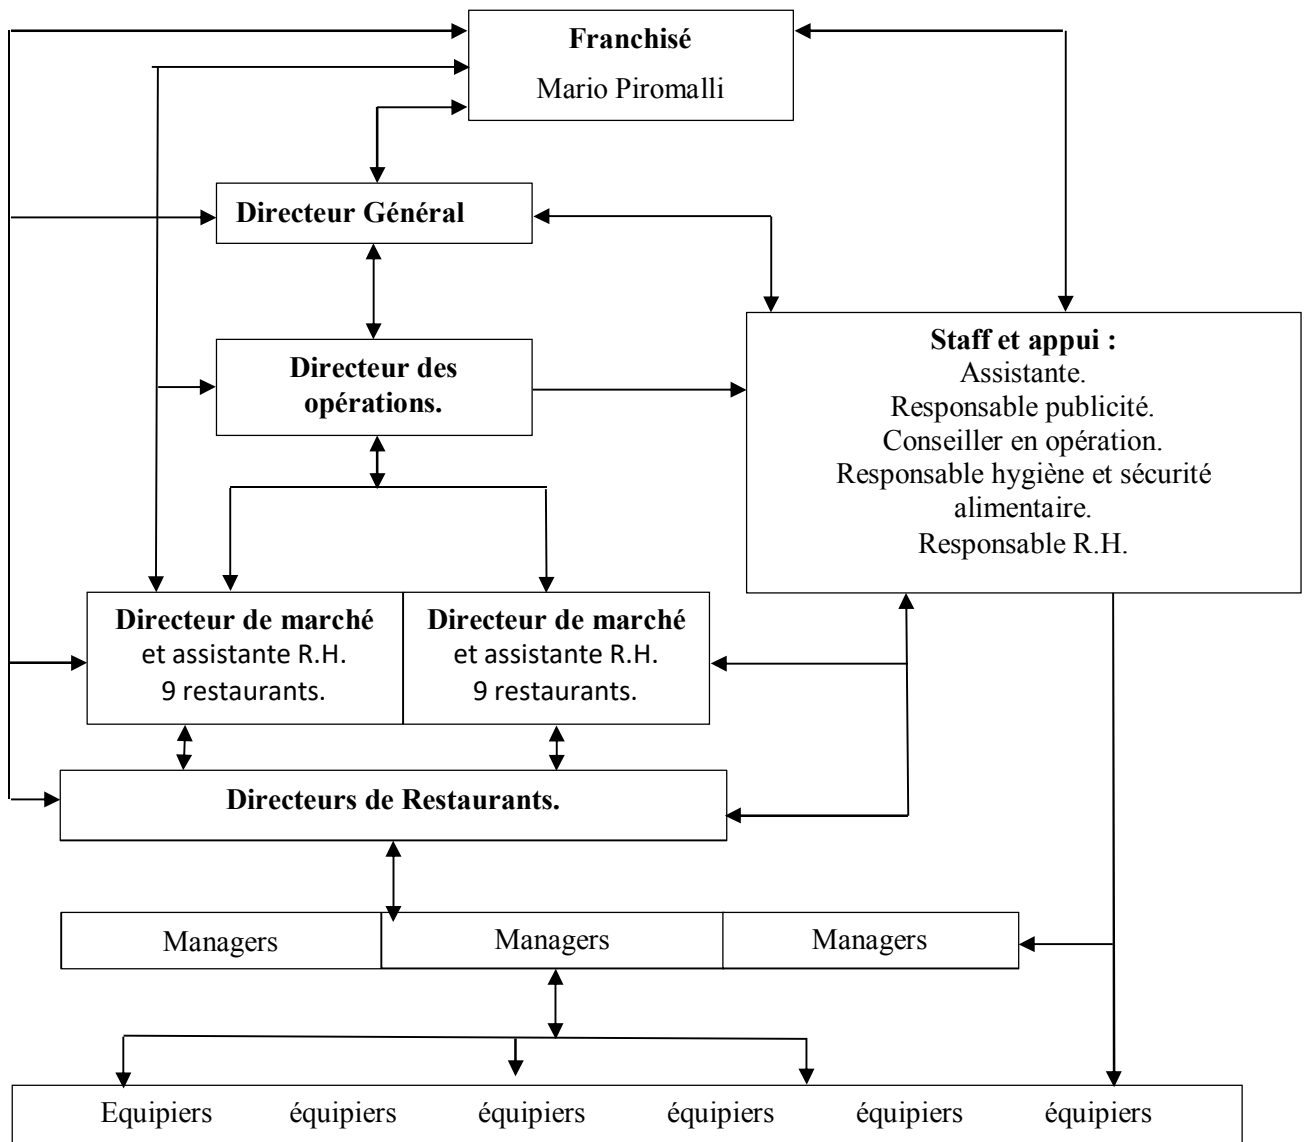 Franchisé
Mario Piromalli
Directeur Général
Directeur des
opérations.
Staff et appui :
Assistante.
Responsable publicité.
Conseiller en opération.
Responsable hygiène et sécurité
alimentaire.
Responsable R.H.
Directeur de marché
et assistante R.H.
9 restaurants.
Directeur de marché
et assistante R.H.
9 restaurants.
Directeurs de Restaurants.
Managers
Managers
Managers
Equipiers équipiers équipiers équipiers équipiers équipiers